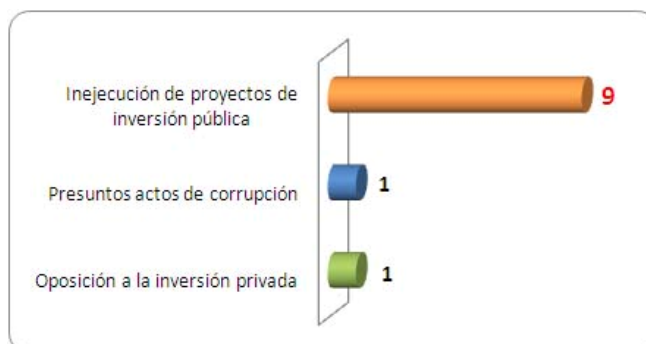 Inejecución de proyectos de
inversión pública
9
Presuntos actos de corrupción
1
Oposición a la inversión privada
1